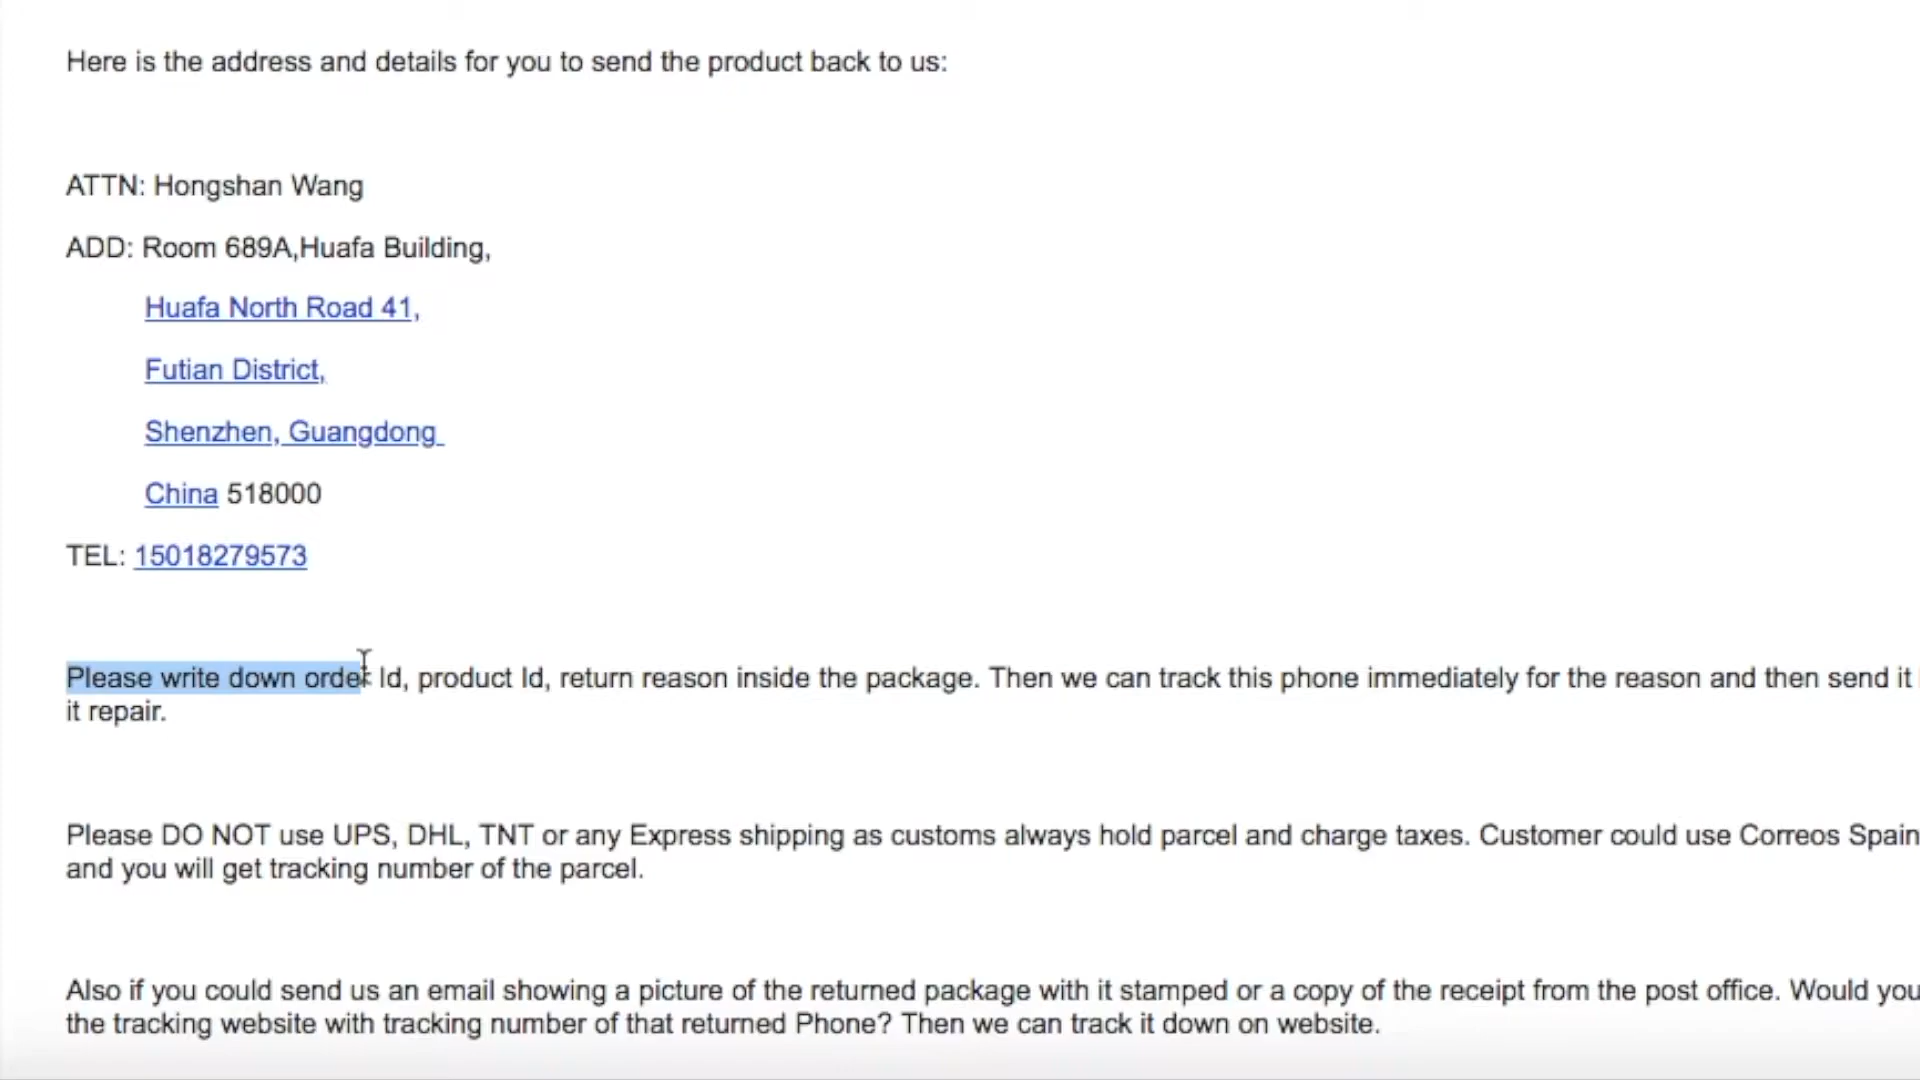 Here is the address and details for you to send the product back to us:
ATTN: Hongshan Wang
ADD: Room 689A,Huafa Building,
Huafa North Road 41,
Futian District,
Shenzhen, Guangdong
China 518000
TEL: 15018279573
Please write down order Id, product Id, return reason inside the package. Then we can track this phone immediately for the reason and then send it
it repair.
Please DO NOT use UPS, DHL, TNT or any Express shipping as customs always hold parcel and charge taxes. Customer could use Correos Spain
and you will get tracking number of the parcel.
Also if you could send us an email showing a picture of the returned package with it stamped or a copy of the receipt from the post office. Would you
the tracking website with tracking number of that returned Phone? Then we can track it down on website.